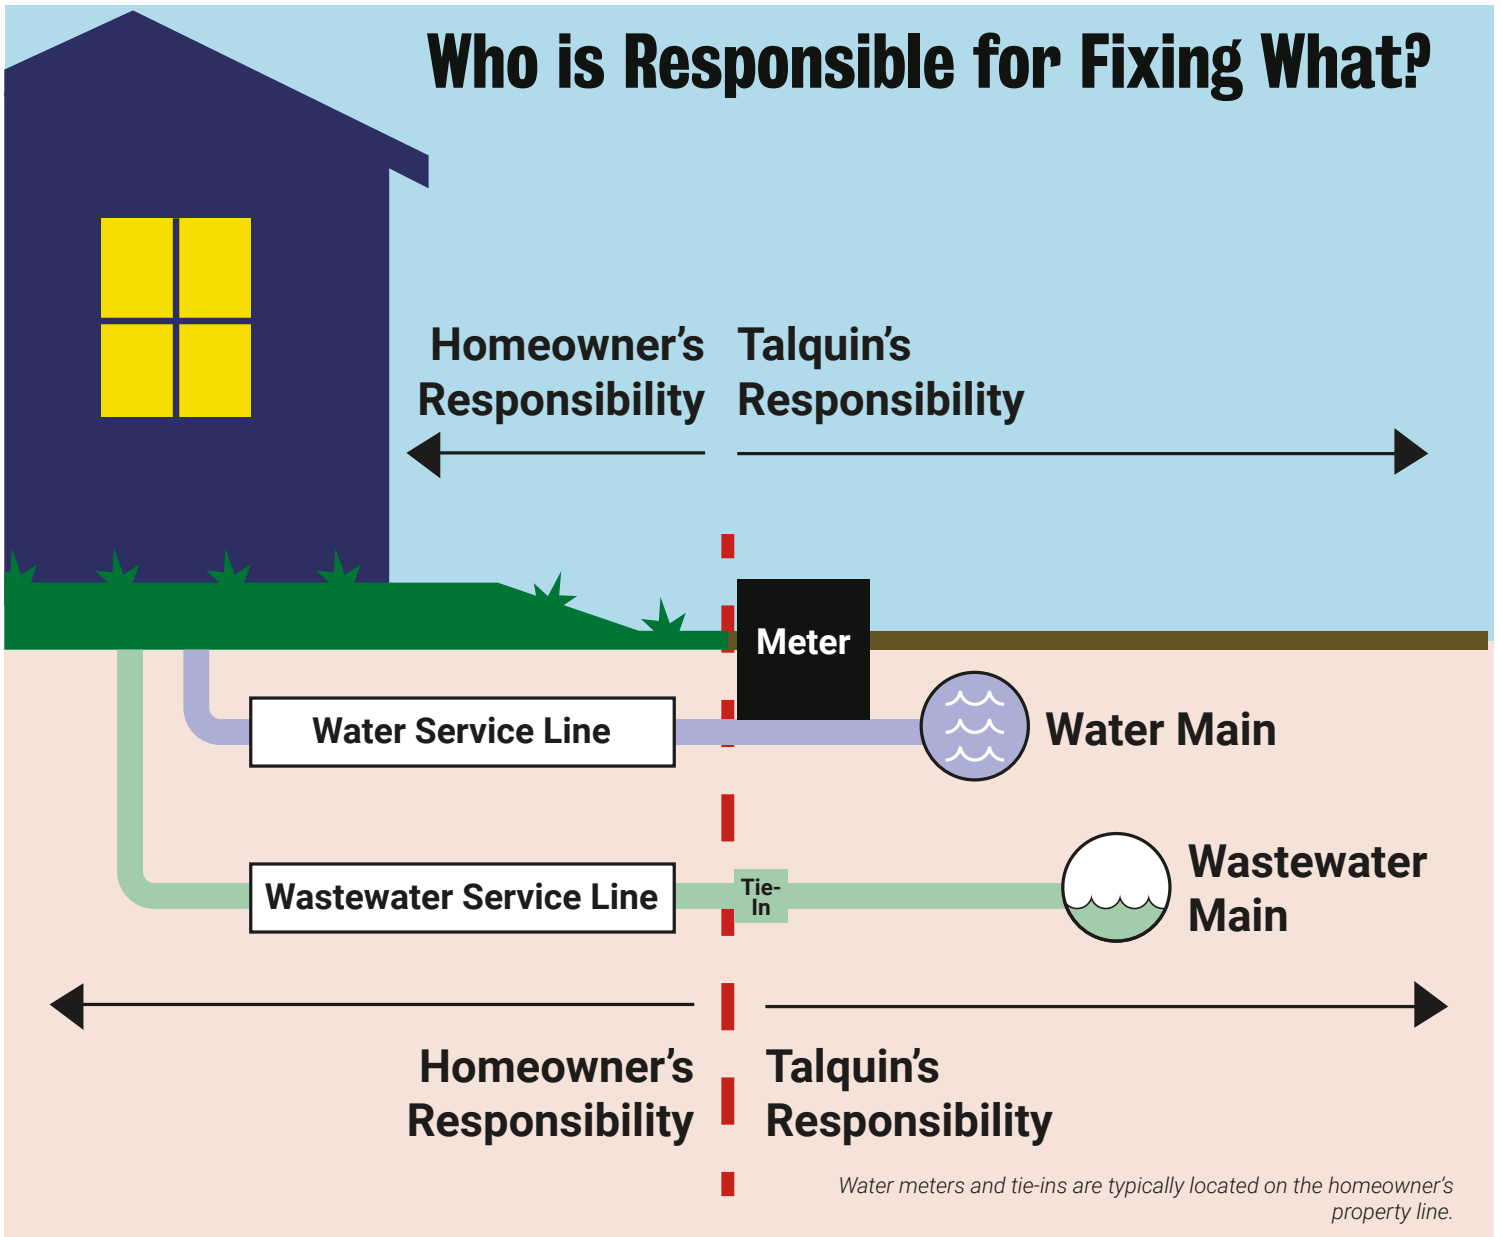 Who is Responsible for Fixing What?
Homeowner’s
Responsibility
Talquin’s
Responsibility
Meter
Water Service Line
Water Main
Wastewater Service Line
Tie-
In
Wastewater
Main
Homeowner’s
Responsibility
Talquin’s
Responsibility
Water meters and tie-ins are typically located on the homeowner’s
property line.